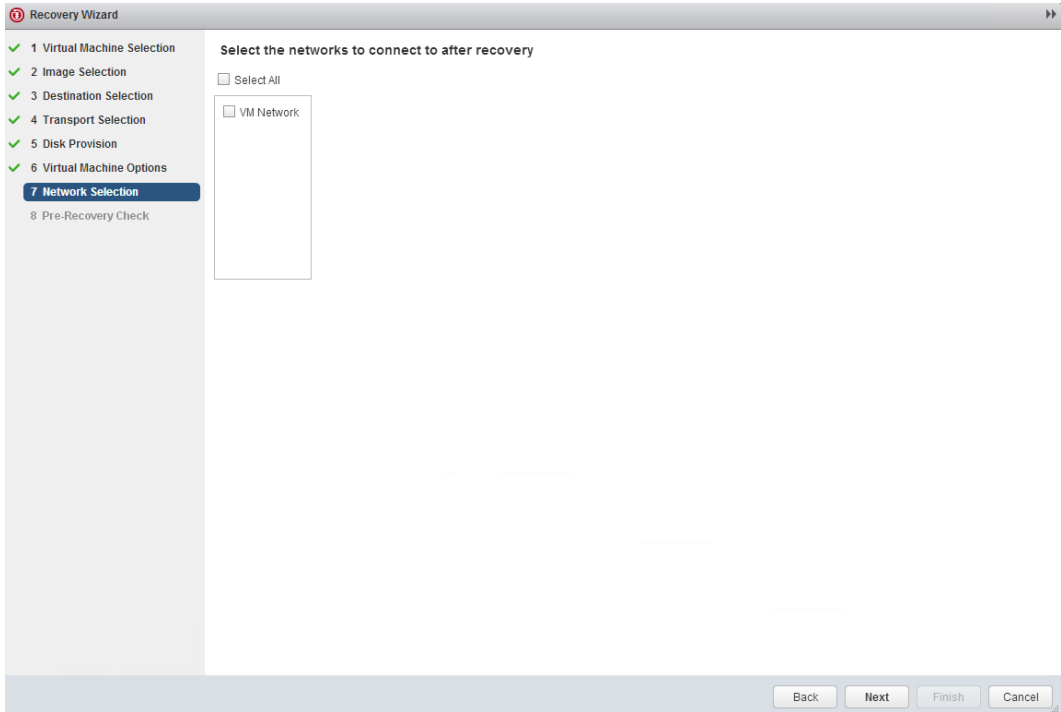 Recovery Wizard
1 Virtual Machine Selection
2 Image Selection
3 Destination Selection
4 Transport Selection
5 Disk Provision
6 Virtual Machine Options
7 Network Selection
8 Pre-Recovery Check
Select the networks to connect to after recovery
Select All
VM Network
Back Next Finish Cancel